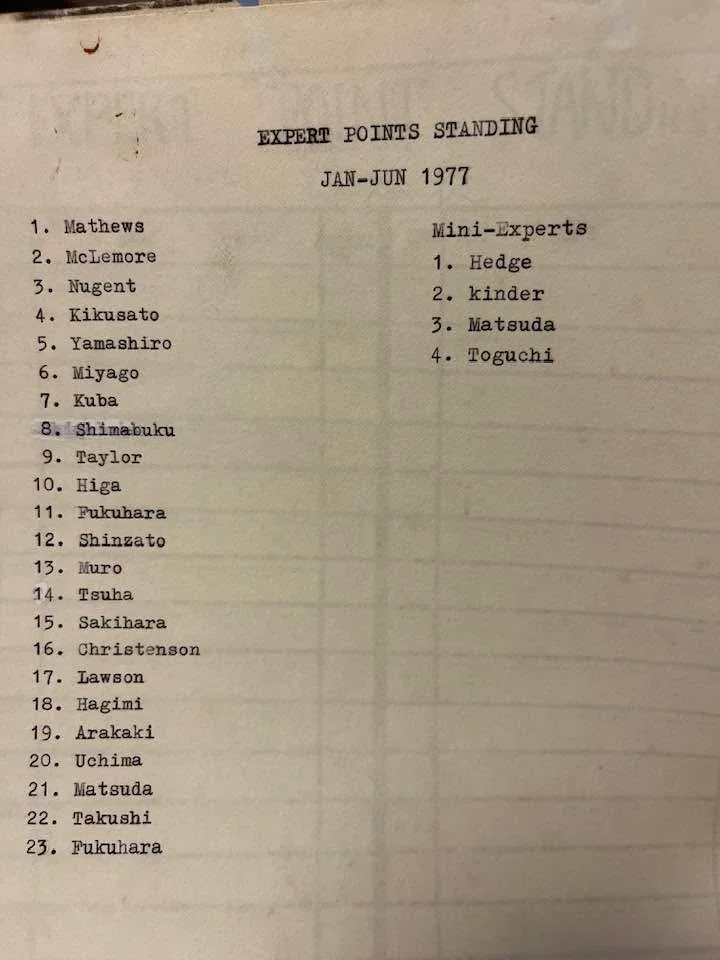 EXPERT POINTS STANDING
JAN-JUN 1977
1. Mathews
2. McLemore
3. Nugent
4. Kikusato
5. Yamashiro
6. Miyago
7. Kuba
8. Shimabuku
9. Taylor
10. Higa
11. Fukuhara
12. Shinzato
13. Muro
14. Tsuha
15. Sakihara
16. Christenson
17. Lawson
18. Hagimi
19. Arakaki
20. Uchima
21. Matsuda
22. Takushi
23. Fukuhara
Mini-Experts
1. Hedge
2. kinder
3. Matsuda
4. Toguchi